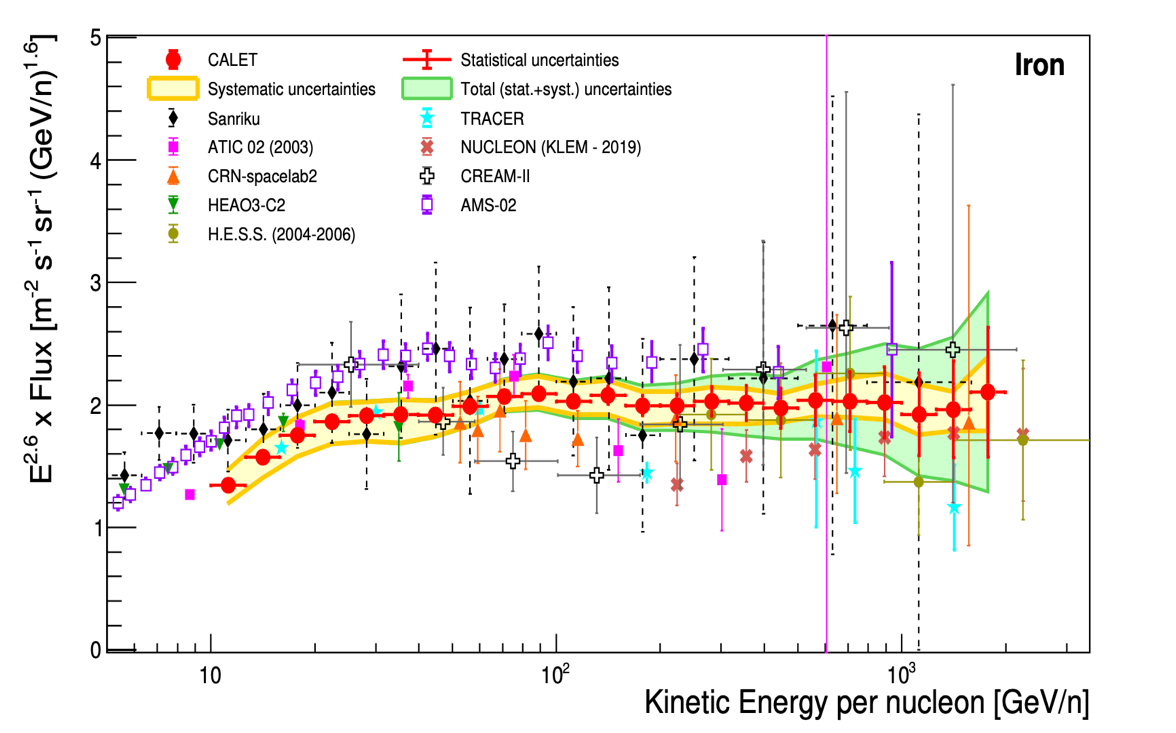 E^2.6 x Flux [m^-2 s^-1 sr^-1 (GeV/n)^1.6]
5
4
3
2
1
0
Iron
CALET
Statistical uncertainties
Systematic uncertainties
Total (stat.+syst.) uncertainties
Sanriku
TRACER
ATIC 02 (2003)
NUCLEON (KLEM - 2019)
CRN-spacelab2
CREAM-II
HEAO3-C2
AMS-02
H.E.S.S. (2004-2006)
10
10^2
10^3
Kinetic Energy per nucleon [GeV/n]